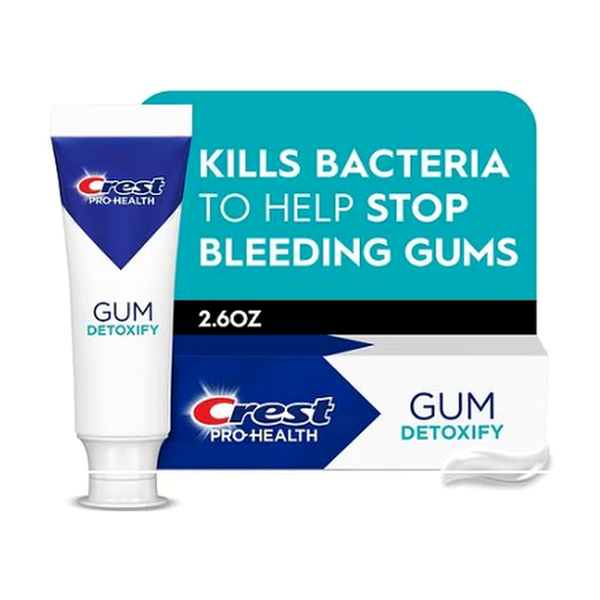 KILLS BACTERIA
TO HELP STOP
BLEEDING GUMS
2.6OZ
Crest
PRO-HEALTH
GUM
DETOXIFY
Crest
PRO-HEALTH
GUM
DETOXIFY